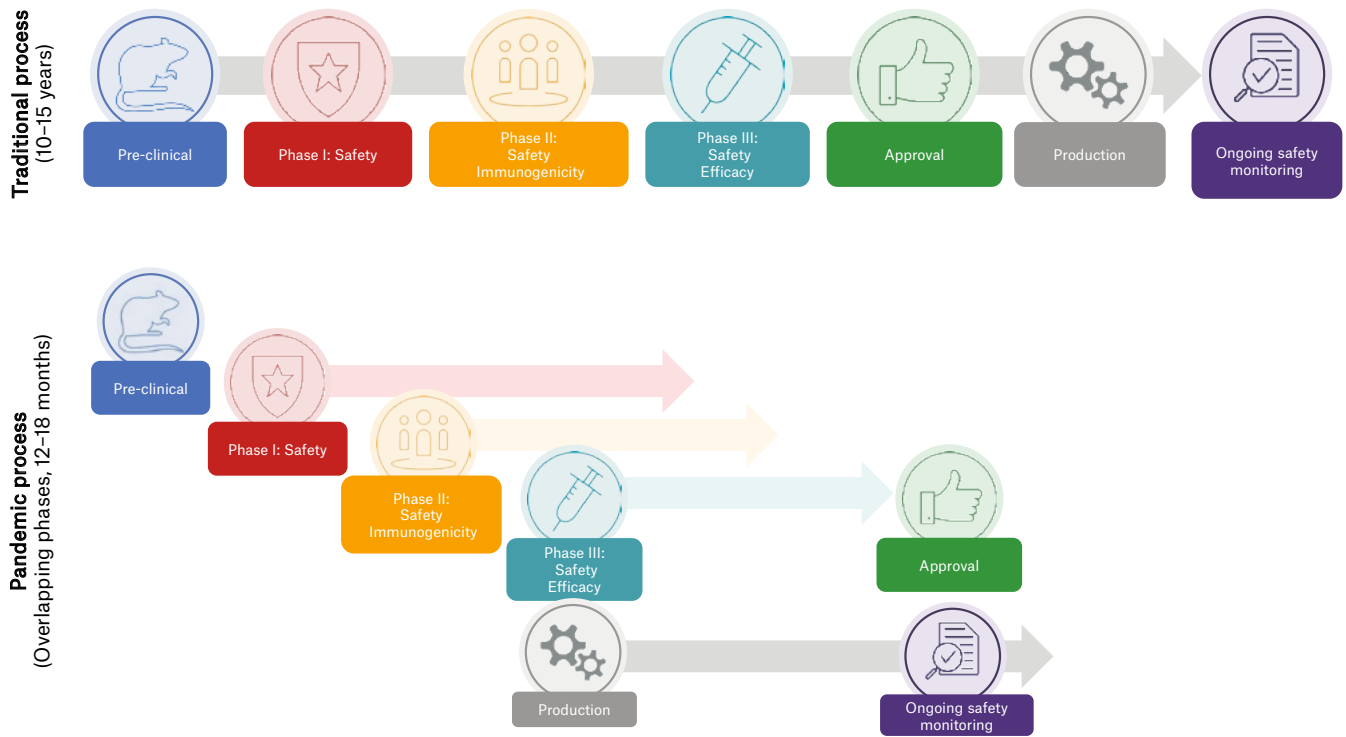 Traditional process
(10–15 years)
Pre-clinical
Phase I: Safety
Phase II:
Safety
Immunogenicity
Phase III:
Safety
Efficacy
Approval
Production
Ongoing safety
monitoring
Pandemic process
(Overlapping phases, 12–18 months)
Pre-clinical
Phase I: Safety
Phase II:
Safety
Immunogenicity
Phase III:
Safety
Efficacy
Approval
Production
Ongoing safety
monitoring